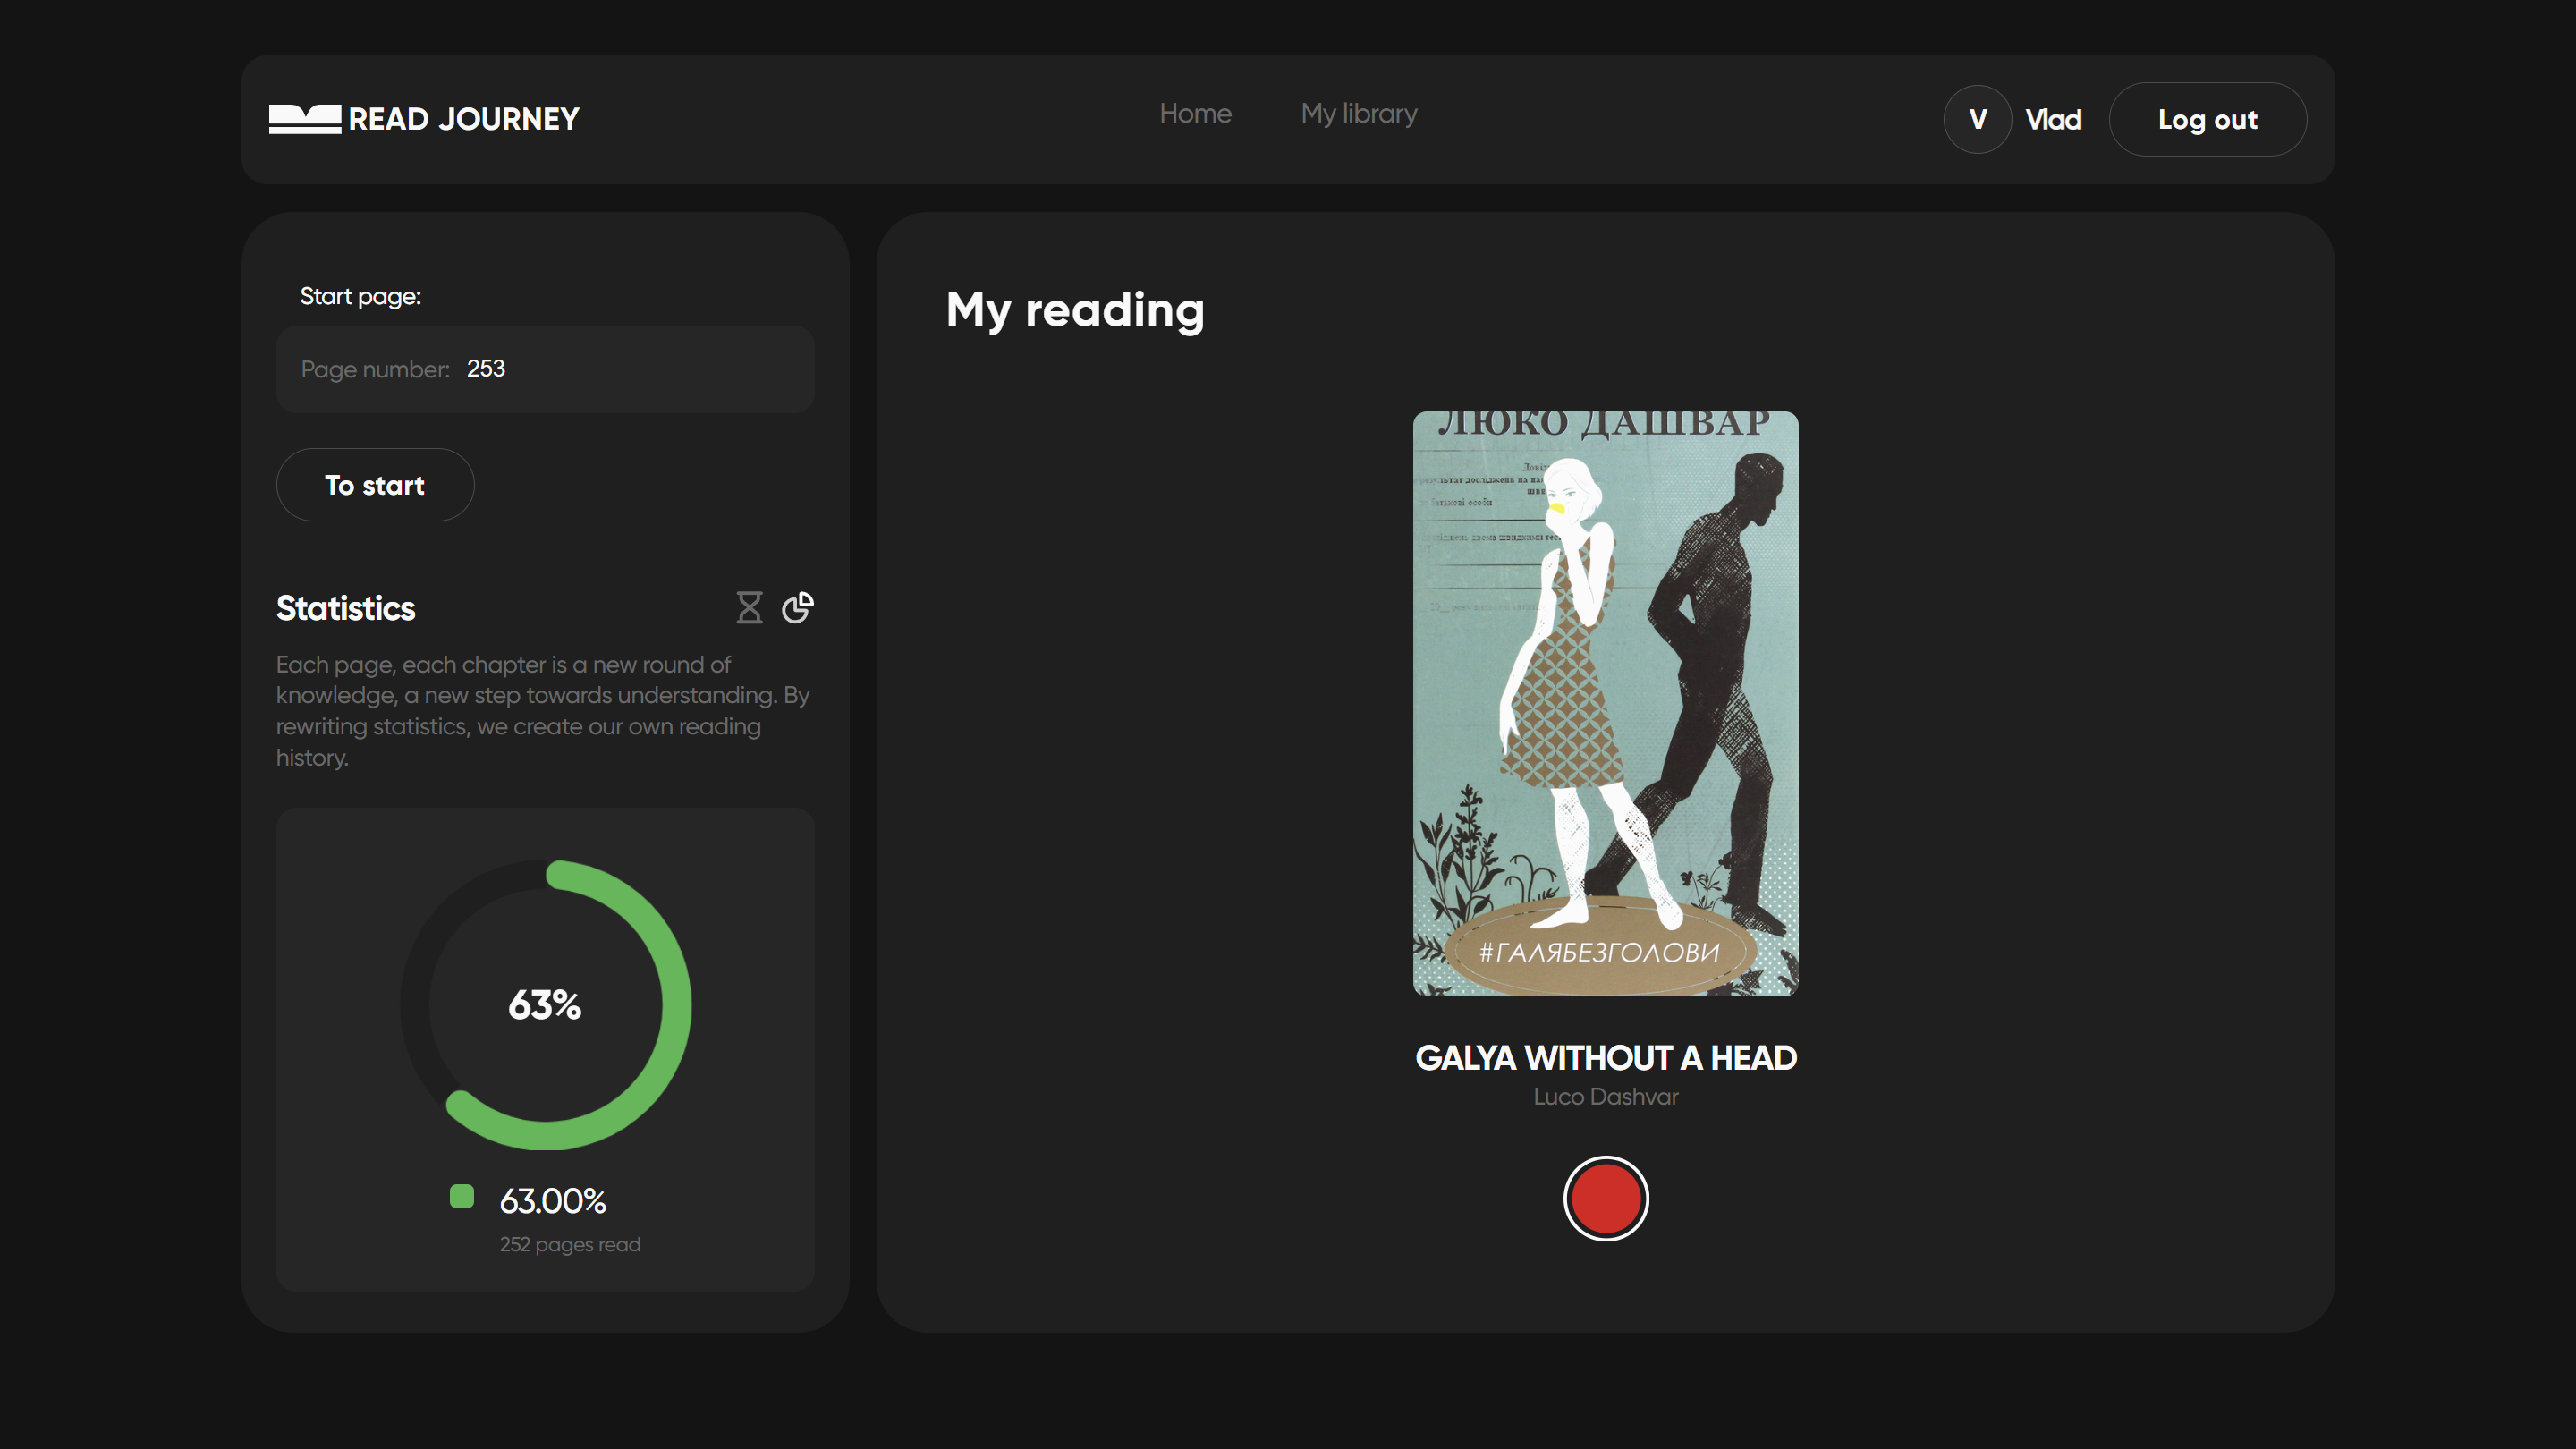 READ JOURNEY
Home
My library
V
Vlad
Log out
Start page:
Page number: 253
To start
Statistics
Each page, each chapter is a new round of
knowledge, a new step towards understanding. By
rewriting statistics, we create our own reading
history.
63%
63.00%
252 pages read
My reading
ЛЮКО ДАШВАР
#ГАЛЯБЕЗГОЛОВИ
GALYA WITHOUT A HEAD
Luco Dashvar